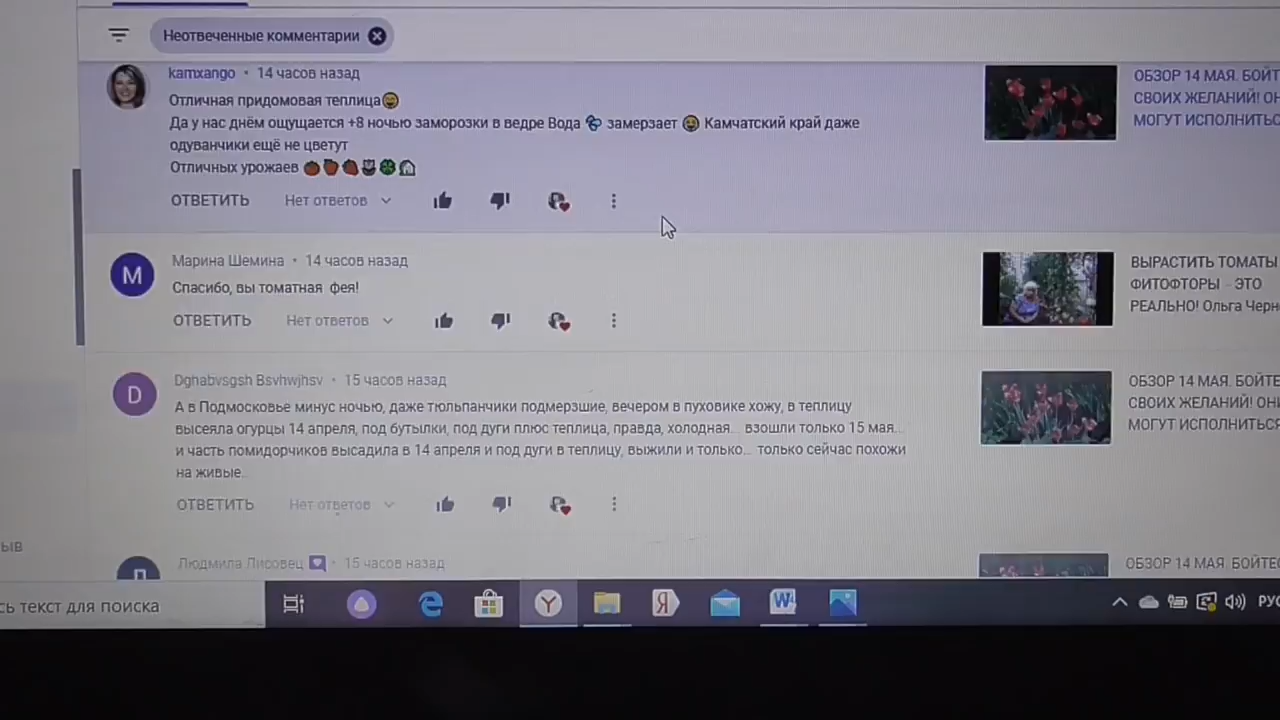 Неотвеченные комментарии
kamxango • 14 часов назад
Отличная придомовая теплица😄
Да у нас днём ощущается +8 ночью заморозки в ведре Вода замерзает 😄 Камчатский край даже
одуванчики ещё не цветут
Отличных урожаев 🍅🍑🍓🌷🍀🏠
ОТВЕТИТЬ Нет ответов
ОБЗОР 14 МАЯ. БОЙТ
СВОИХ ЖЕЛАНИЙ! ОН
МОГУТ ИСПОЛНИТЬС
М
Марина Шемина • 14 часов назад
Спасибо, вы томатная фея!
ОТВЕТИТЬ Нет ответов
ВЫРАСТИТЬ ТОМАТЫ
ФИТОФТОРЫ - ЭТО
РЕАЛЬНО! Ольга Черн
D
Dghabvsgsh Bsvhwjhsv • 15 часов назад
А в Подмосковье минус ночью, даже тюльпанчики подмерзшие, вечером в пуховике хожу, в теплицу
высеяла огурцы 14 апреля, под бутылки, под дуги плюс теплица, правда, холодная... взошли только 15 мая...
и часть помидорчиков высадила в 14 апреля и под дуги в теплицу, выжили и только... только сейчас похожи
на живые..
ОТВЕТИТЬ Нет ответов
ОБЗОР 14 МАЯ. БОЙТЕ
СВОИХ ЖЕЛАНИЙ! ОНИ
МОГУТ ИСПОЛНИТЬСЯ
ыв
Людмила Лисовец • 15 часов назад
ОБЗОР 14 МАЯ. БОЙТЕС
сь текст для поиска
РУС